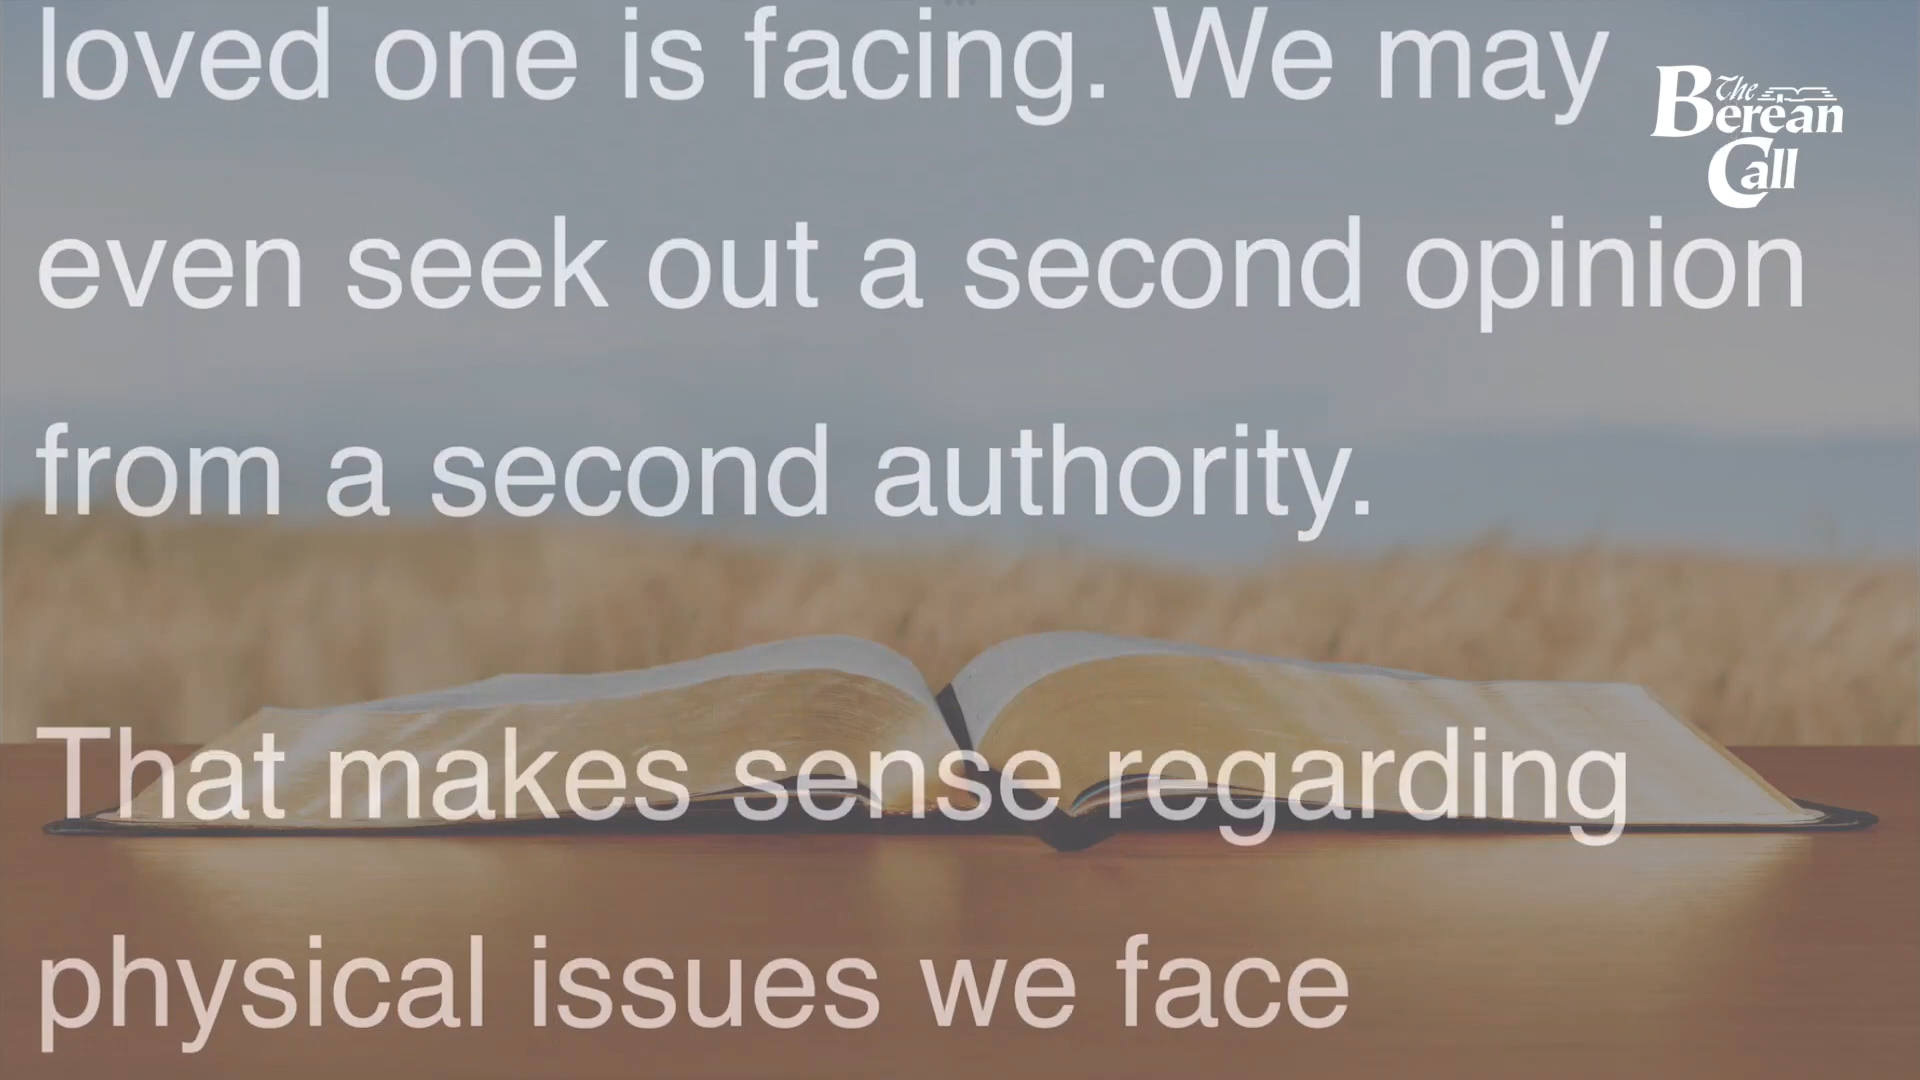 loved one is facing. We may
The
Berean
Call
even seek out a second opinion
from a second authority.
That makes sense regarding
physical issues we face